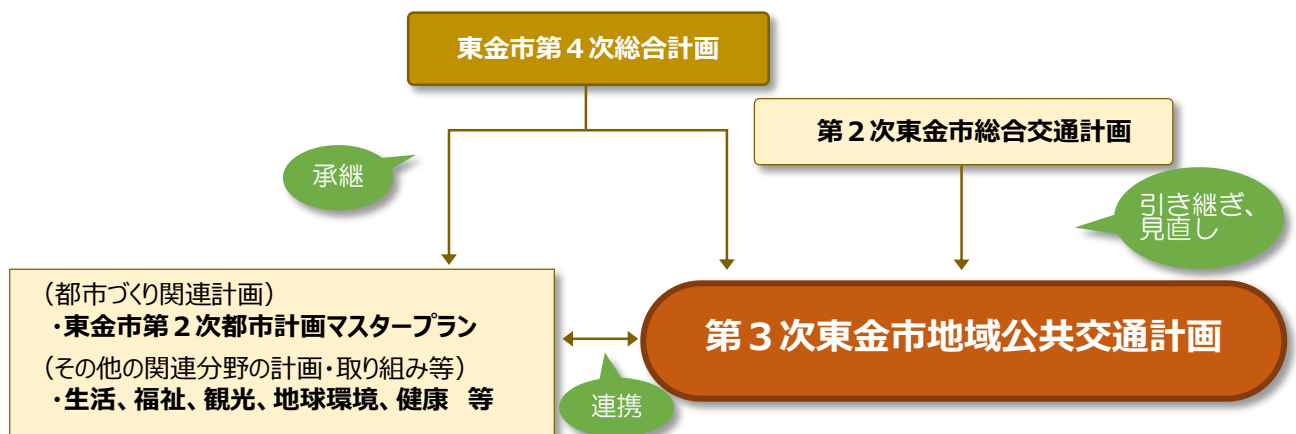 東金市第４次総合計画
第２次東金市総合交通計画
承継
引き継ぎ、
見直し
（都市づくり関連計画）
・東金市第２次都市計画マスタープラン
（その他の関連分野の計画・取り組み等）
・生活、福祉、観光、地球環境、健康　等
第３次東金市地域公共交通計画
連携